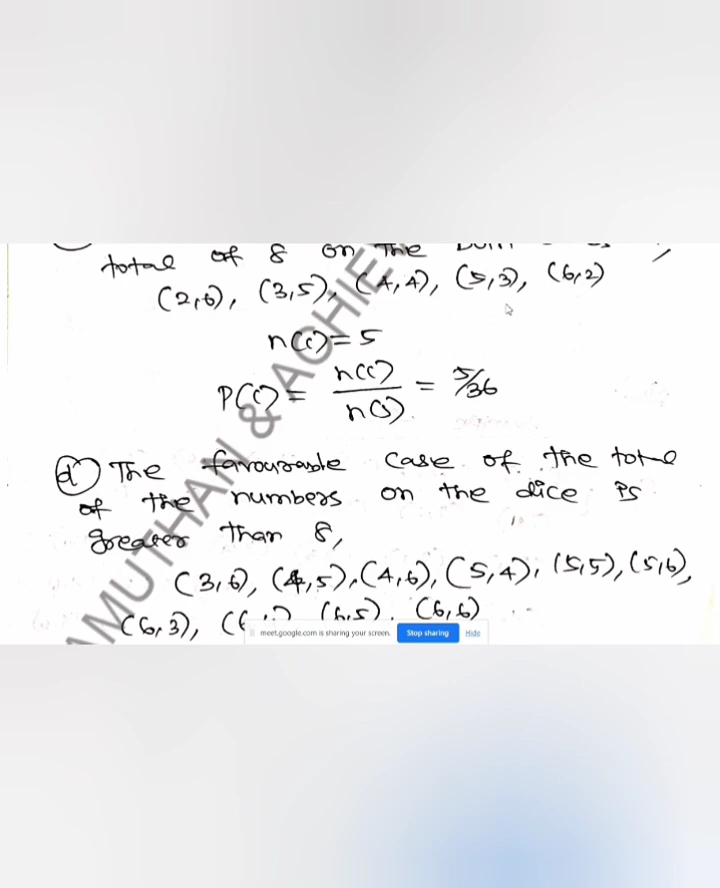 total of 8 on the
(2,6), (3,5), (4,4), (5,3), (6,2)
n(c)=5
P(c) = n(c)/n(s) = 5/36
(d) The favourable case of the total
of the numbers on the dice is
greater than 8,
(3,6), (4,5), (4,6), (5,4), (5,5), (5,6),
(6,3), (6,5), (6,6)
meet.google.com is sharing your screen. Stop sharing Hide
AMUTHAN & ACHIE